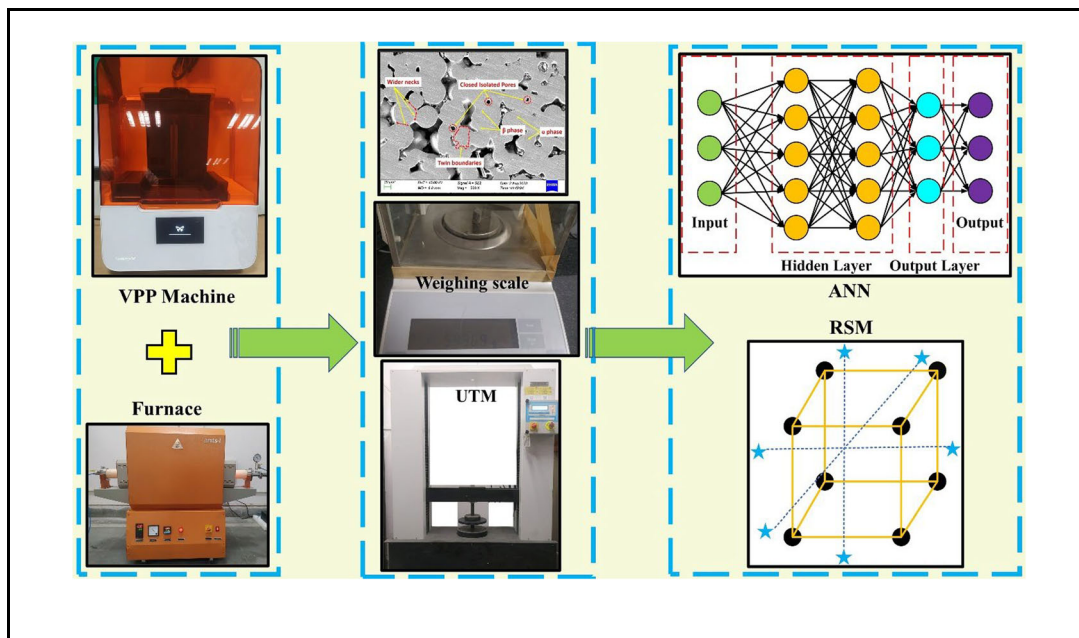 VPP Machine
Furnace
Wider necks
Closed Isolated Pores
β phase
α phase
Twin boundaries
Weighing scale
UTM
Input
Output
Hidden Layer
Output Layer
ANN
RSM